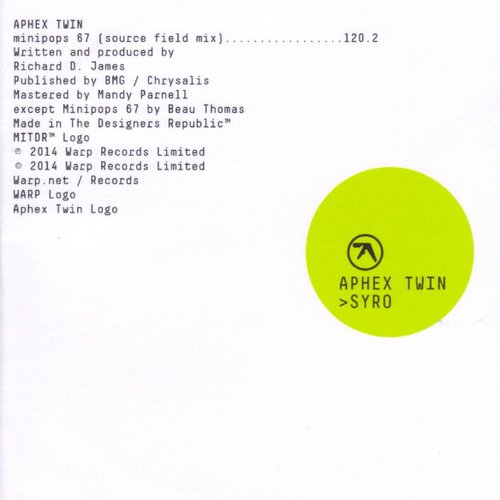 APHEX TWIN
minipops 67 (source field mix).................120.2
Written and produced by
Richard D. James
Published by BMG / Chrysalis
Mastered by Mandy Parnell
except Minipops 67 by Beau Thomas
Made in The Designers Republic™
MITDR™ Logo
℗ 2014 Warp Records Limited
© 2014 Warp Records Limited
Warp.net / Records
WARP Logo
Aphex Twin Logo
APHEX TWIN
>SYRO